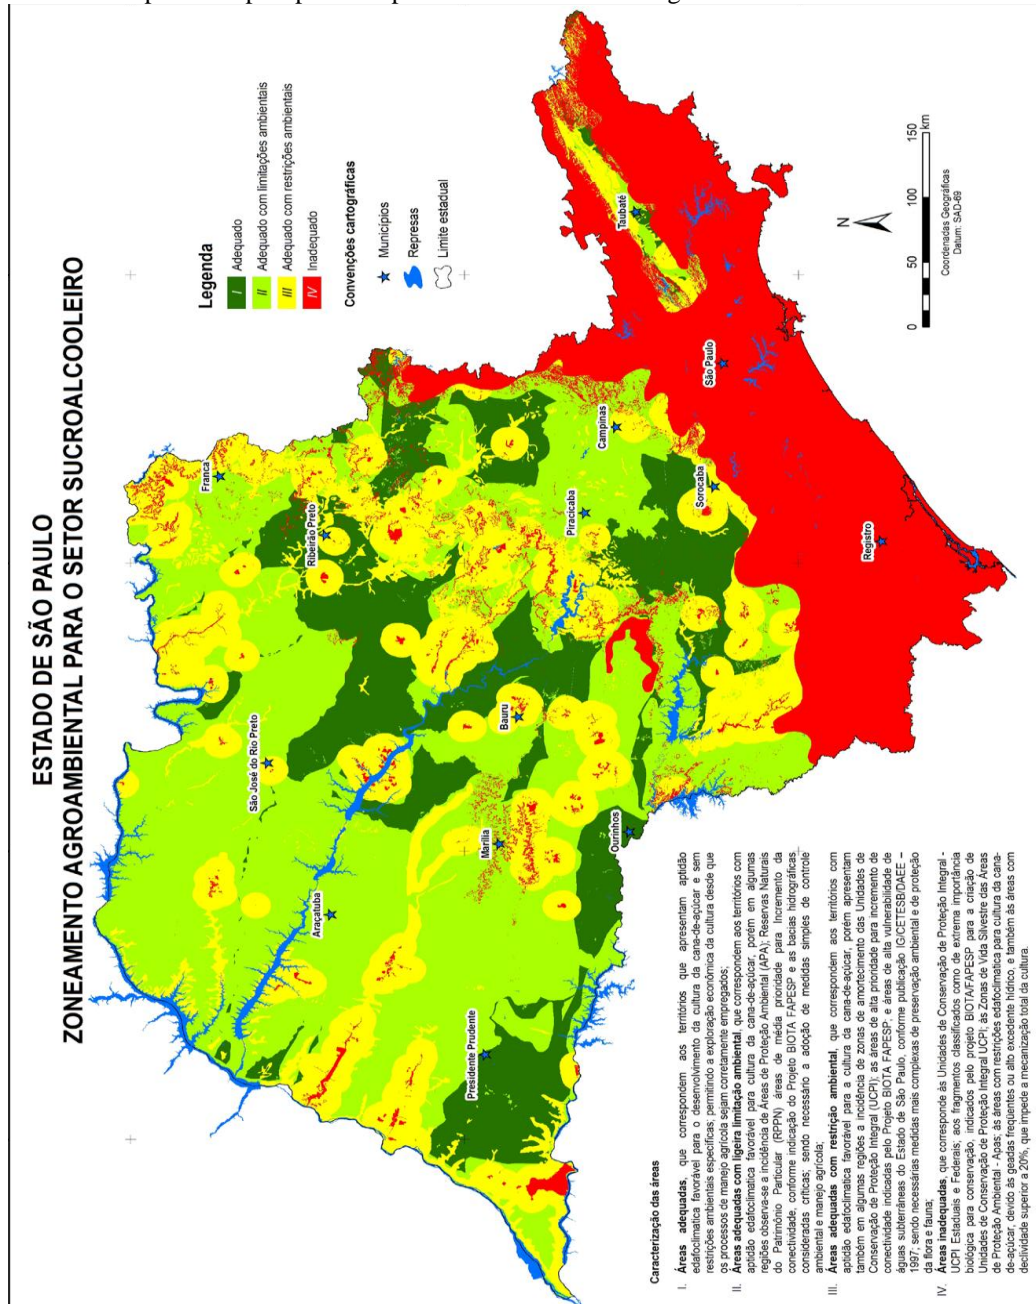 ESTADO DE SÃO PAULO
ZONEAMENTO AGROAMBIENTAL PARA O SETOR SUCROALCOOLEIRO
Legenda
I Adequado
II Adequado com limitações ambientais
III Adequado com restrições ambientais
IV Inadequado
Convenções cartográficas
Municípios
Represas
Limite estadual
Franca
Ribeirão Preto
São José do Rio Preto
Araçatuba
Presidente Prudente
Marília
Bauru
Ourinhos
Piracicaba
Campinas
Sorocaba
São Paulo
Taubaté
Registro
N
0 50 100 150
km
Coordenadas Geográficas
Datum: SAD-69
Caracterização das áreas
I. Áreas adequadas, que correspondem aos territórios que apresentam aptidão
edafoclimática favorável para o desenvolvimento da cultura da cana-de-açúcar e sem
restrições ambientais específicas; permitindo a exploração econômica da cultura desde que
os processos de manejo agrícola sejam corretamente empregados;
II. Áreas adequadas com ligeira limitação ambiental, que correspondem aos territórios com
aptidão edafoclimática favorável para cultura da cana-de-açúcar, porém em algumas
regiões observa-se a incidência de Áreas de Proteção Ambiental (APA); Reservas Naturais
do Patrimônio Particular (RPPN) áreas de média prioridade para Incremento da
conectividade, conforme indicação do Projeto BIOTA FAPESP e as bacias hidrográficas
consideradas críticas; sendo necessário a adoção de medidas simples de controle
ambiental e manejo agrícola;
III. Áreas adequadas com restrição ambiental, que correspondem aos territórios com
aptidão edafoclimática favorável para a cultura da cana-de-açúcar, porém apresentam
também em algumas regiões a incidência de zonas de amortecimento das Unidades de
Conservação de Proteção Integral (UCPI); as áreas de alta prioridade para incremento de
conectividade indicadas pelo Projeto BIOTA FAPESP; e áreas de alta vulnerabilidade de
águas subterrâneas do Estado de São Paulo, conforme publicação IG/CETESB/DAEE –
1997; sendo necessárias medidas mais complexas de preservação ambiental e de proteção
da flora e fauna;
IV. Áreas inadequadas, que corresponde às Unidades de Conservação de Proteção Integral -
UCPI Estaduais e Federais; aos fragmentos classificados como de extrema importância
biológica para conservação, indicados pelo projeto BIOTA/FAPESP para a criação de
Unidades de Conservação de Proteção Integral UCPI; às Zonas de Vida Silvestre das Áreas
de Proteção Ambiental - Apas; às áreas com restrições edafoclimatica para cultura da cana-
de-açúcar, devido às geadas freqüentes ou alto excedente hídrico, e também às áreas com
declividade superior a 20%, que impede a mecanização total da cultura.